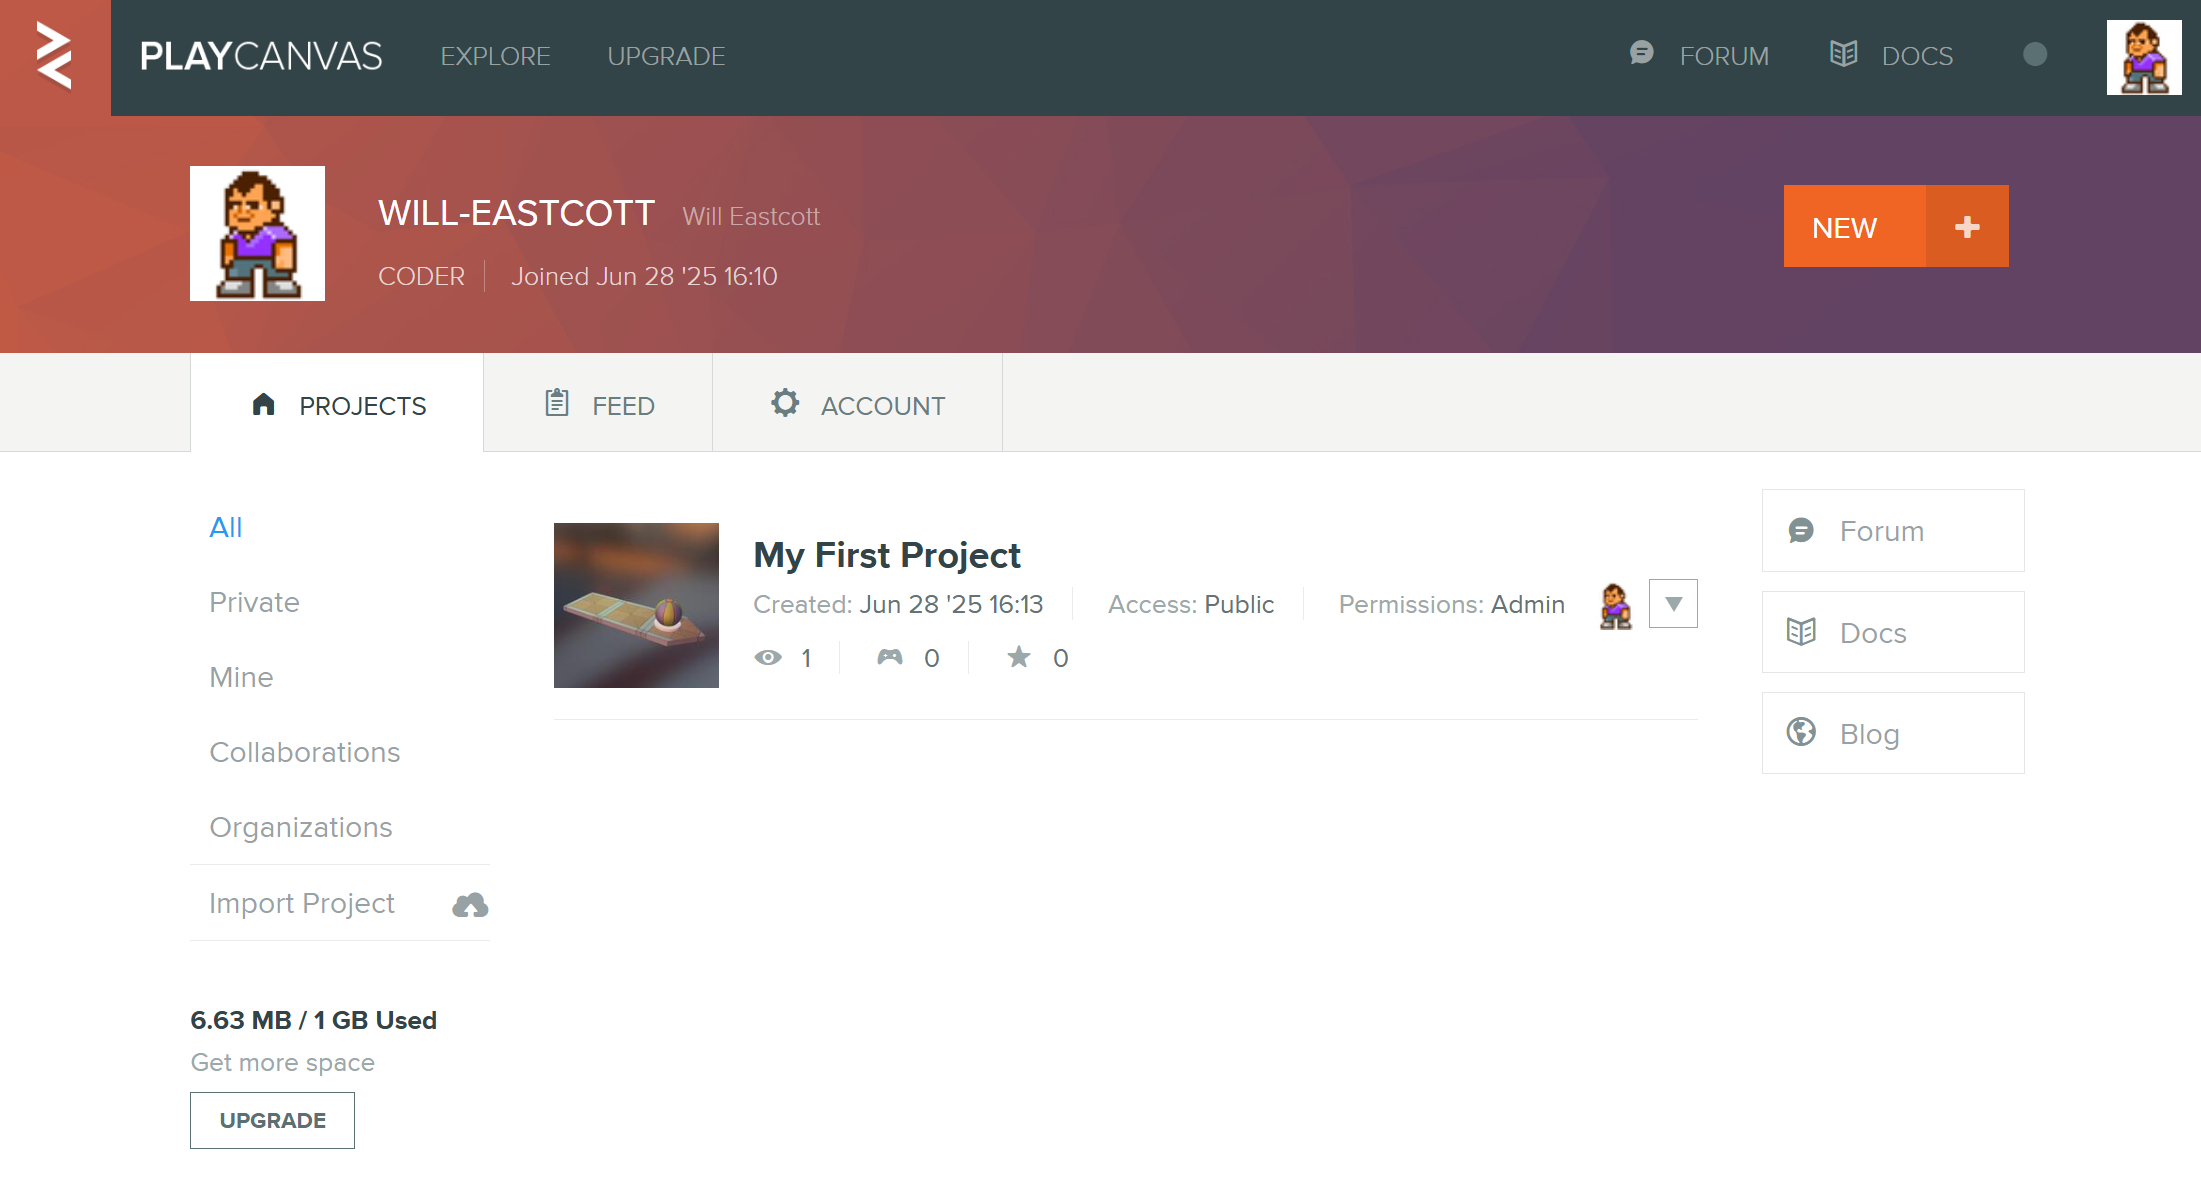 PLAYCANVAS EXPLORE UPGRADE FORUM DOCS
WILL-EASTCOTT Will Eastcott
CODER Joined Jun 28 '25 16:10
NEW
PROJECTS FEED ACCOUNT
All
Private
Mine
Collaborations
Organizations
Import Project
6.63 MB / 1 GB Used
Get more space
UPGRADE
My First Project
Created: Jun 28 '25 16:13 Access: Public Permissions: Admin
1 0 0
Forum
Docs
Blog